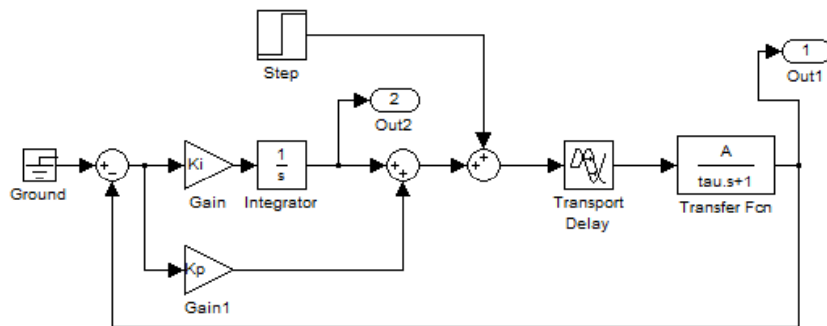 Step
1
Out1
2
Out2
Ground
+
−
Ki
Gain
1
s
Integrator
+
+
+
+
Transport
Delay
A
tau.s+1
Transfer Fcn
Kp
Gain1